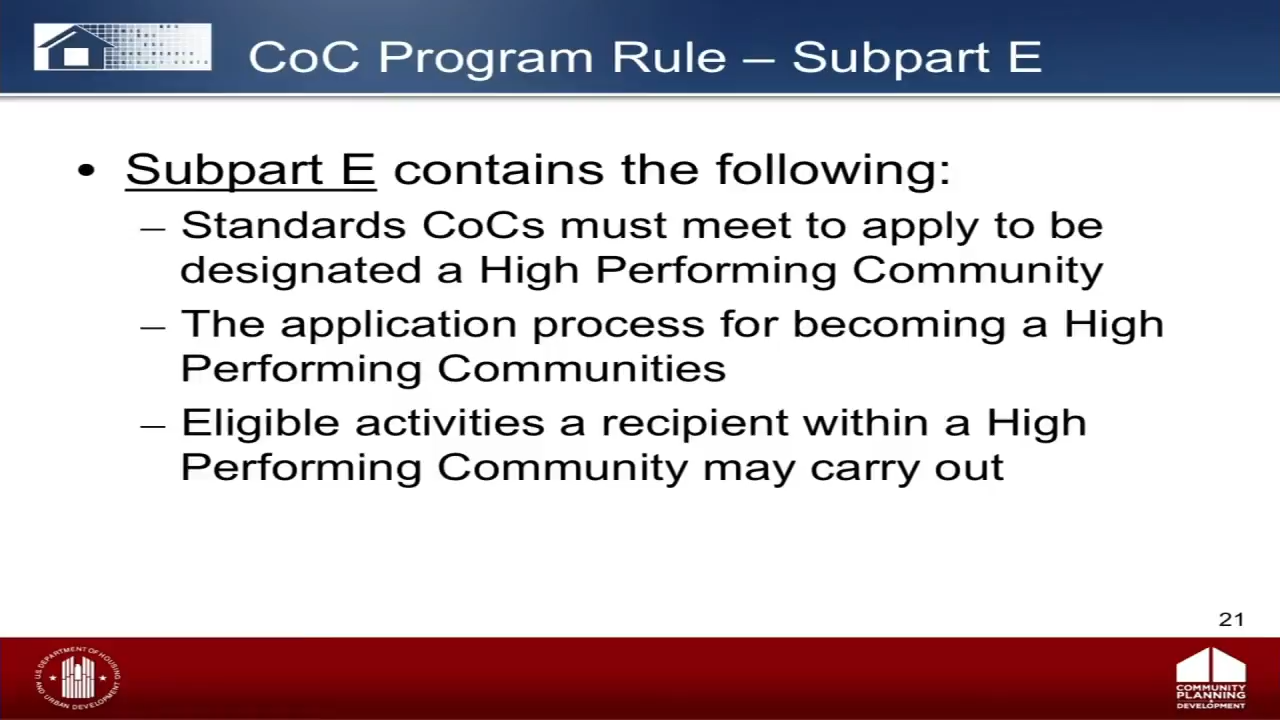 CoC Program Rule – Subpart E
• Subpart E contains the following:
– Standards CoCs must meet to apply to be
designated a High Performing Community
– The application process for becoming a High
Performing Communities
– Eligible activities a recipient within a High
Performing Community may carry out
21
U.S. DEPARTMENT OF HOUSING
AND URBAN DEVELOPMENT
COMMUNITY
PLANNING
DEVELOPMENT